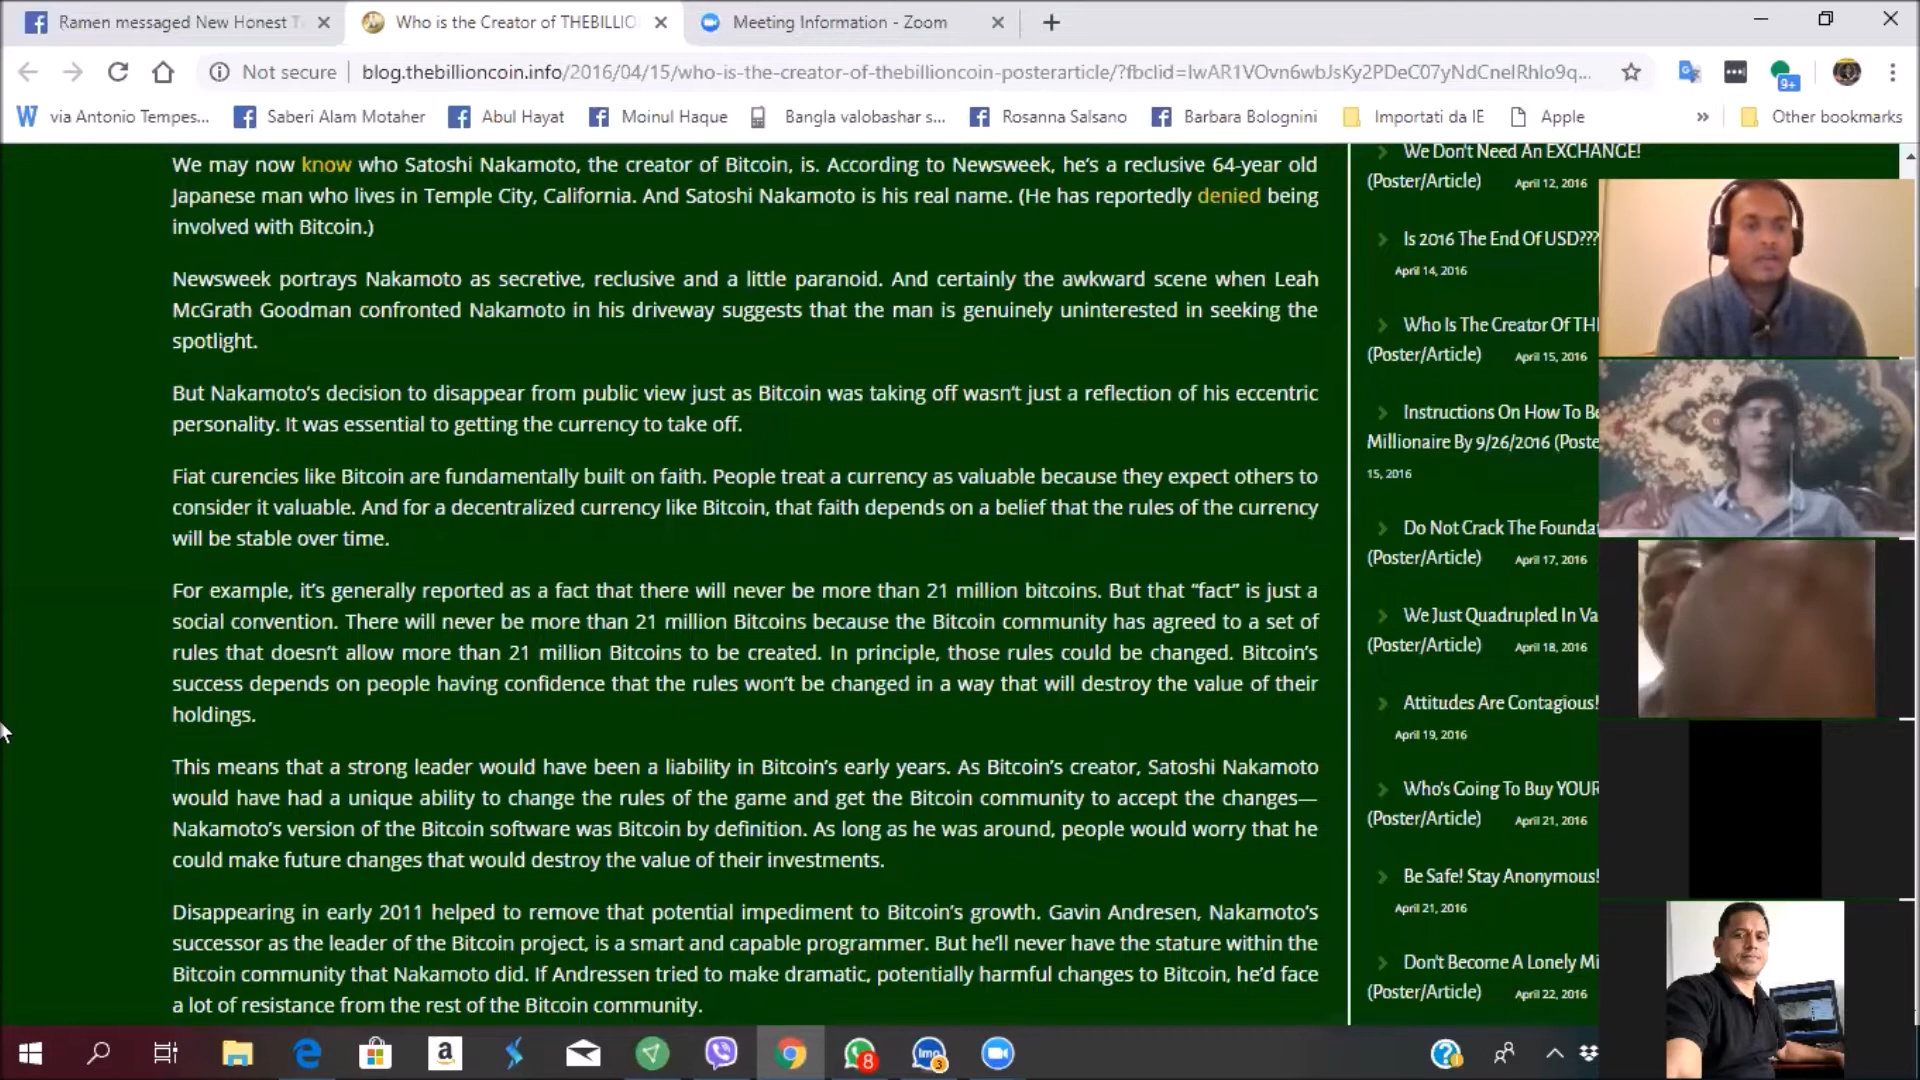 Ramen messaged New Honest T
Who is the Creator of THEBILLIO
Meeting Information - Zoom
Not secure
blog.thebillioncoin.info/2016/04/15/who-is-the-creator-of-thebillioncoin-posterarticle/?fbclid=IwAR1VOvn6wbJsKy2PDeC07yNdCnelRhlo9q...
9+
via Antonio Tempes...
Saberi Alam Motaher
Abul Hayat
Moinul Haque
Bangla valobashar s...
Rosanna Salsano
Barbara Bolognini
Importati da IE
Apple
»
Other bookmarks
We may now know who Satoshi Nakamoto, the creator of Bitcoin, is. According to Newsweek, he's a reclusive 64-year old
Japanese man who lives in Temple City, California. And Satoshi Nakamoto is his real name. (He has reportedly denied being
involved with Bitcoin.)
Newsweek portrays Nakamoto as secretive, reclusive and a little paranoid. And certainly the awkward scene when Leah
McGrath Goodman confronted Nakamoto in his driveway suggests that the man is genuinely uninterested in seeking the
spotlight.
But Nakamoto's decision to disappear from public view just as Bitcoin was taking off wasn't just a reflection of his eccentric
personality. It was essential to getting the currency to take off.
Fiat curencies like Bitcoin are fundamentally built on faith. People treat a currency as valuable because they expect others to
consider it valuable. And for a decentralized currency like Bitcoin, that faith depends on a belief that the rules of the currency
will be stable over time.
For example, it's generally reported as a fact that there will never be more than 21 million bitcoins. But that “fact” is just a
social convention. There will never be more than 21 million Bitcoins because the Bitcoin community has agreed to a set of
rules that doesn't allow more than 21 million Bitcoins to be created. In principle, those rules could be changed. Bitcoin's
success depends on people having confidence that the rules won't be changed in a way that will destroy the value of their
holdings.
This means that a strong leader would have been a liability in Bitcoin's early years. As Bitcoin's creator, Satoshi Nakamoto
would have had a unique ability to change the rules of the game and get the Bitcoin community to accept the changes—
Nakamoto's version of the Bitcoin software was Bitcoin by definition. As long as he was around, people would worry that he
could make future changes that would destroy the value of their investments.
Disappearing in early 2011 helped to remove that potential impediment to Bitcoin's growth. Gavin Andresen, Nakamoto's
successor as the leader of the Bitcoin project, is a smart and capable programmer. But he'll never have the stature within the
Bitcoin community that Nakamoto did. If Andressen tried to make dramatic, potentially harmful changes to Bitcoin, he'd face
a lot of resistance from the rest of the Bitcoin community.
We Don't Need An EXCHANGE!
(Poster/Article) April 12, 2016
Is 2016 The End Of USD???
April 14, 2016
Who Is The Creator Of TH
(Poster/Article) April 15, 2016
Instructions On How To Be
Millionaire By 9/26/2016 (Poste
15, 2016
Do Not Crack The Founda
(Poster/Article) April 17, 2016
We Just Quadrupled In Va
(Poster/Article) April 18, 2016
Attitudes Are Contagious!
April 19, 2016
Who's Going To Buy YOUR
(Poster/Article) April 21, 2016
Be Safe! Stay Anonymous!
April 21, 2016
Don't Become A Lonely Mi
(Poster/Article) April 22, 2016
8
imo
3